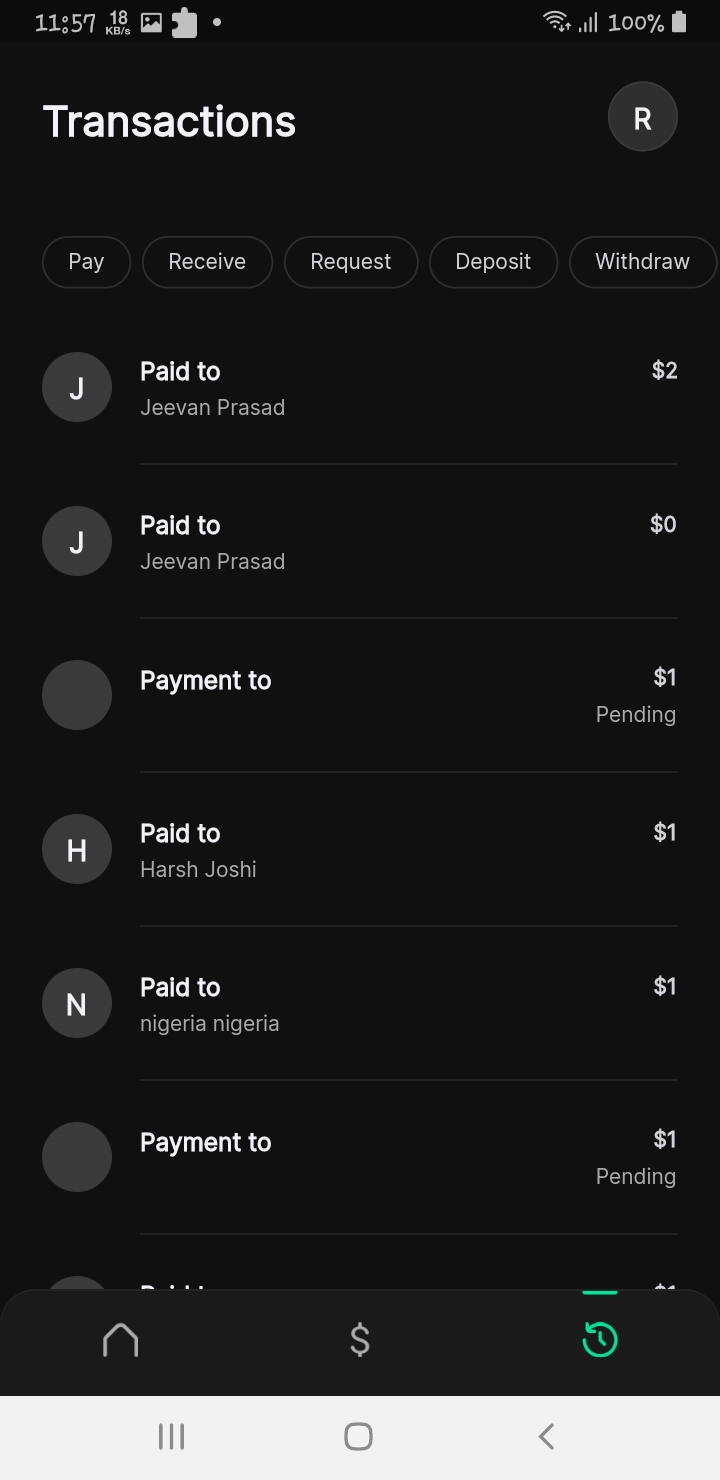 11:57 18 KB/s 100%
Transactions R
Pay Receive Request Deposit Withdraw
J Paid to $2
Jeevan Prasad
J Paid to $0
Jeevan Prasad
Payment to $1
Pending
H Paid to $1
Harsh Joshi
N Paid to $1
nigeria nigeria
Payment to $1
Pending